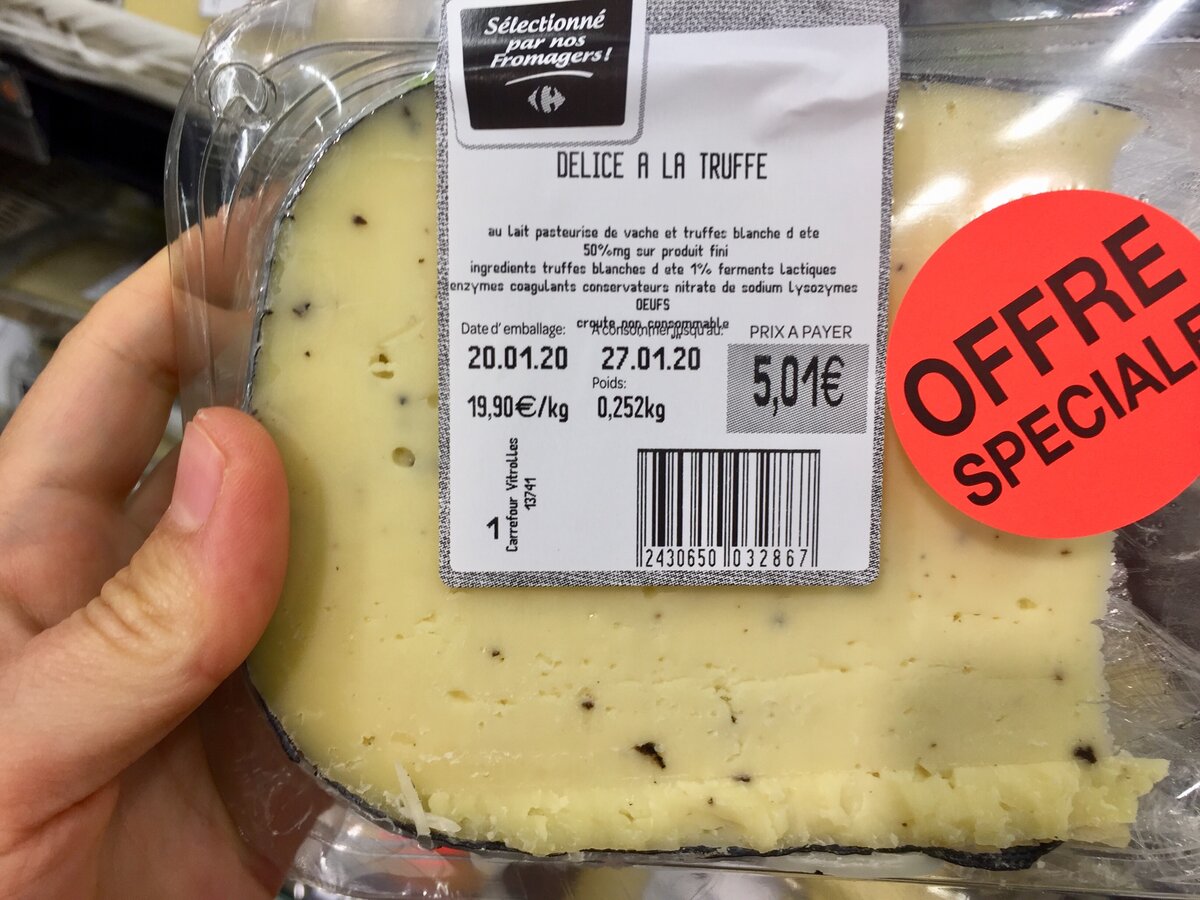 Sélectionné
par nos
Fromagers!
DELICE A LA TRUFFE
au lait pasteurise de vache et truffes blanche d ete
50%mg sur produit fini
ingredients truffes blanches d ete 1% ferments lactiques
enzymes coagulants conservateurs nitrate de sodium lysozymes
OEUFS
croute non consommable
Date d'emballage: A consommer jusqu'au: PRIX A PAYER
20.01.20 27.01.20
5,01€
Poids:
19,90€/kg 0,252kg
1
Carrefour Vitrolles
13741
2430650 032867
OFFRE
SPECIALE